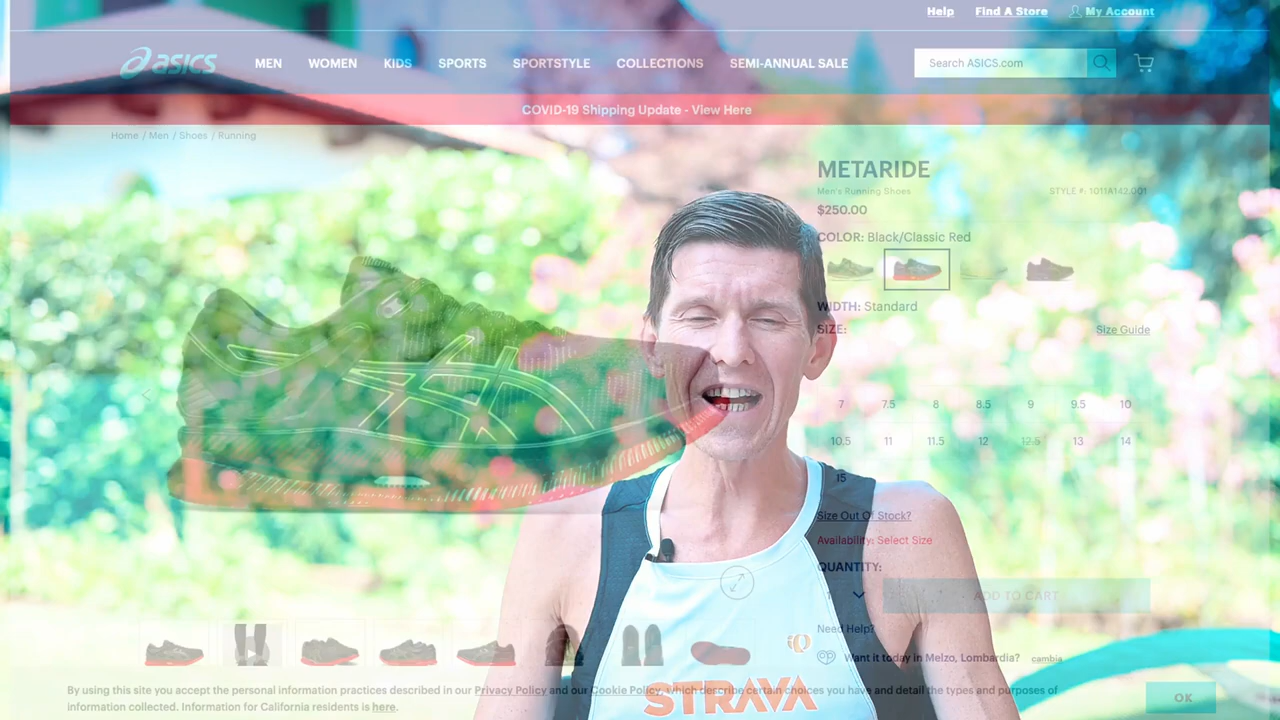 Help Find A Store My Account
asics MEN WOMEN KIDS SPORTS SPORTSTYLE COLLECTIONS SEMI-ANNUAL SALE Search ASICS.com
COVID-19 Shipping Update - View Here
Home / Men / Shoes / Running
METARIDE
Men's Running Shoes STYLE #: 1011A142.001
$250.00
COLOR: Black/Classic Red
WIDTH: Standard
SIZE: Size Guide
7 7.5 8 8.5 9 9.5 10
10.5 11 11.5 12 12.5 13 14
15
Size Out Of Stock?
Availability: Select Size
QUANTITY:
1 ADD TO CART
Need Help?
Want it today in Melzo, Lombardia? cambia
STRAVA
By using this site you accept the personal information practices described in our Privacy Policy and our Cookie Policy, which describe certain choices you have and detail the types and purposes of
information collected. Information for California residents is here.
OK